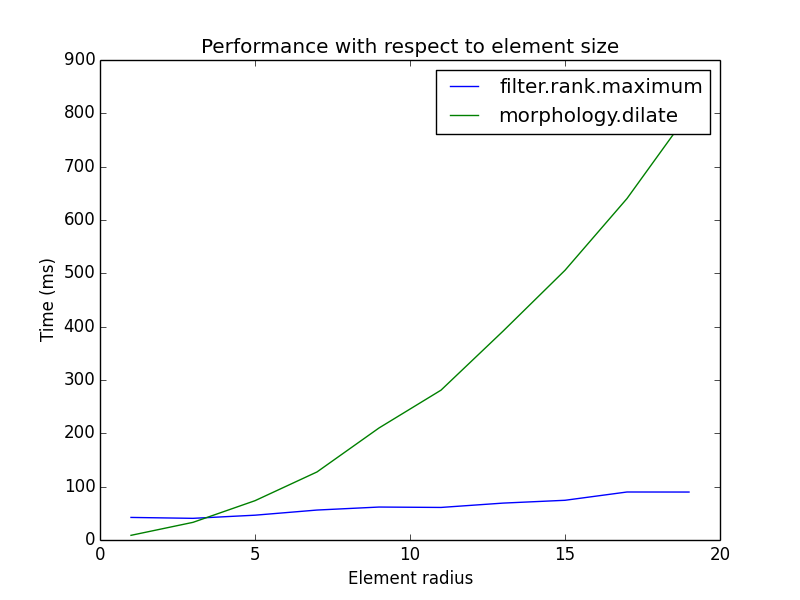 Performance with respect to element size
900
800
700
600
500
400
300
200
100
0
Time (ms)
filter.rank.maximum
morphology.dilate
0 5 10 15 20
Element radius